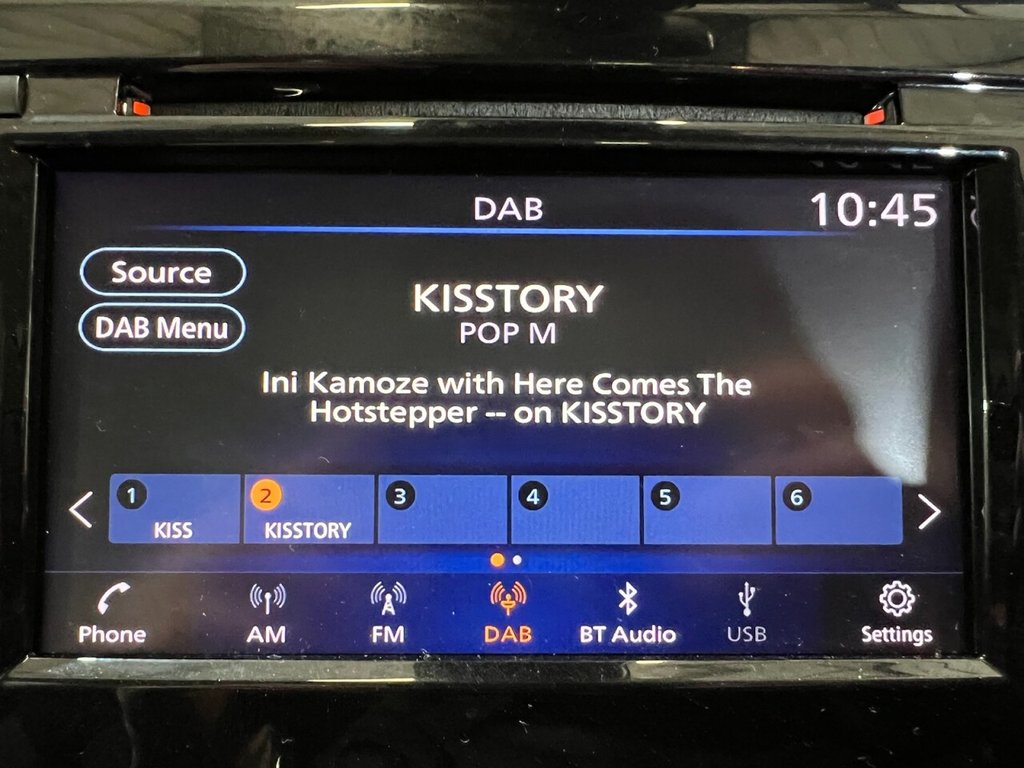 DAB
10:45
Source
DAB Menu
KISSTORY
POP M
Ini Kamoze with Here Comes The
Hotstepper -- on KISSTORY
1 2 3 4 5 6
KISS KISSTORY
Phone AM FM DAB BT Audio USB Settings